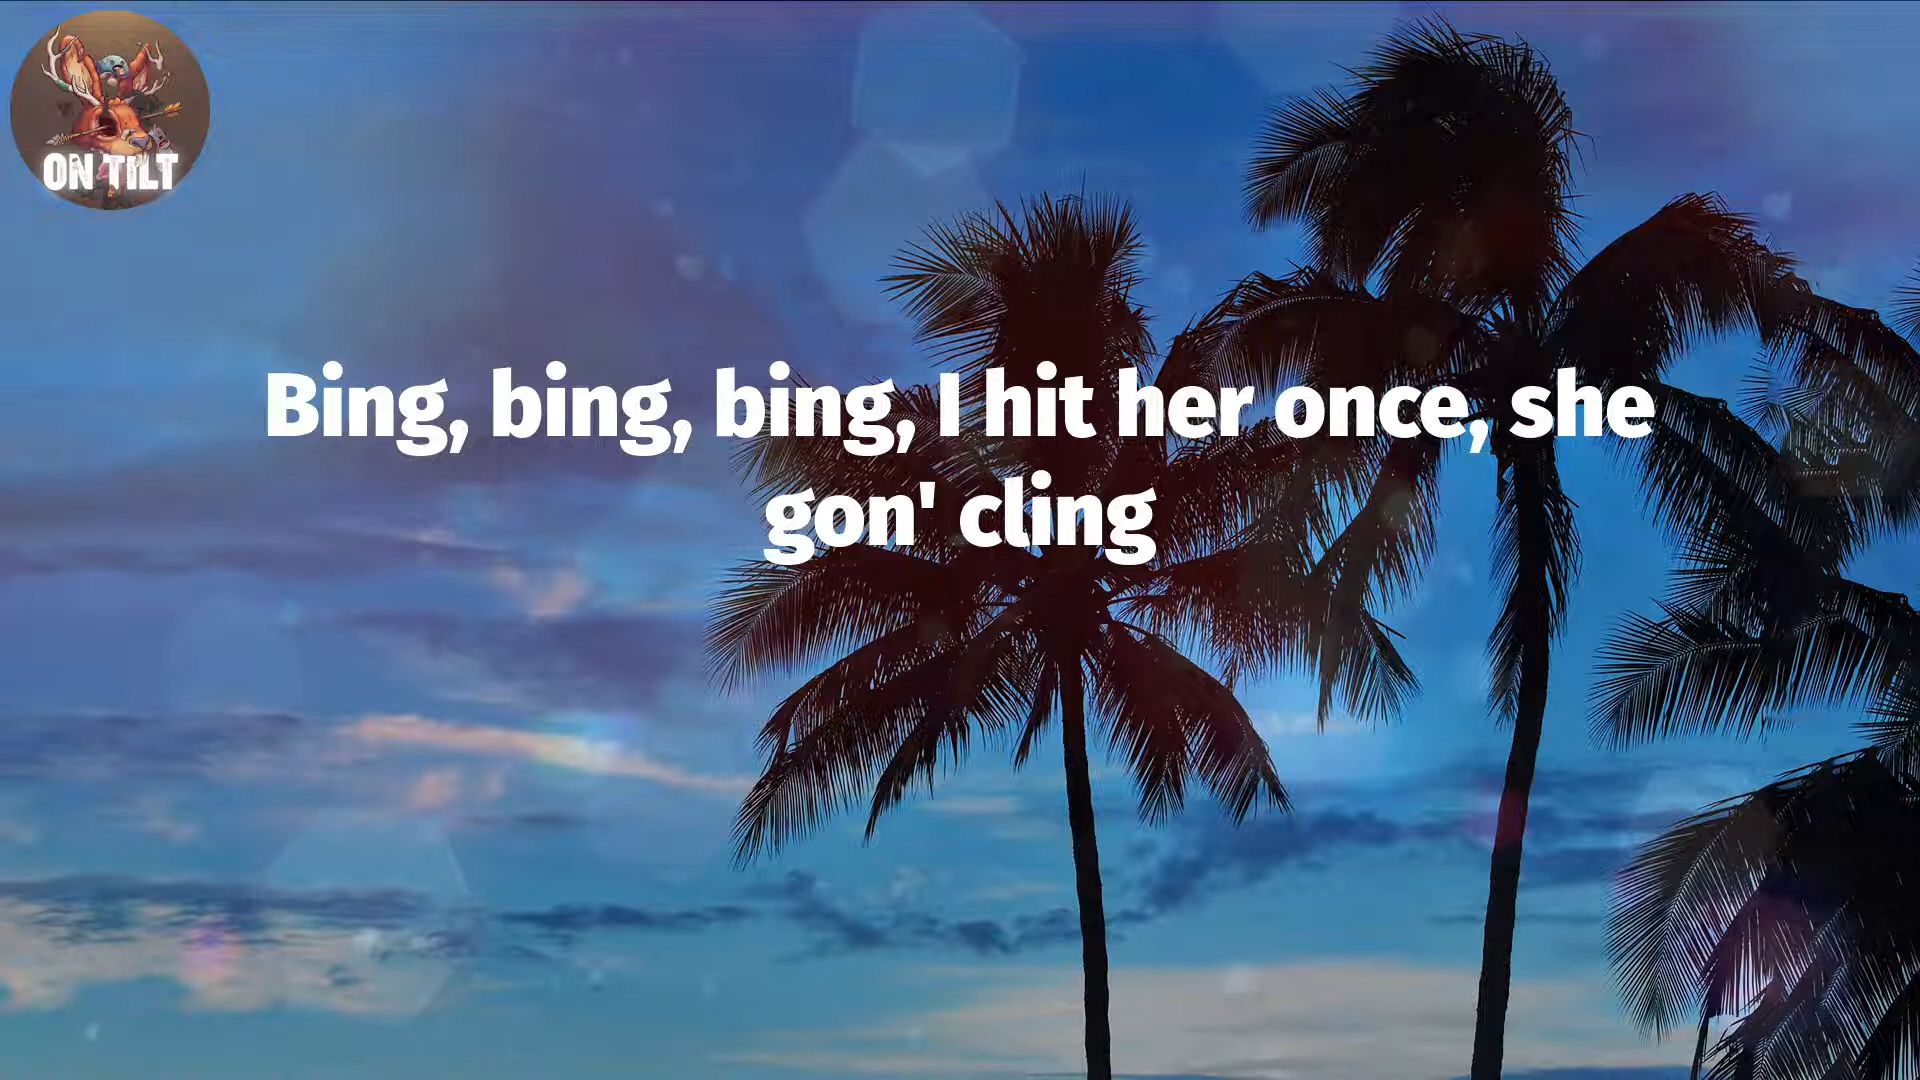 ON TILT
Bing, bing, bing, I hit her once, she
gon' cling